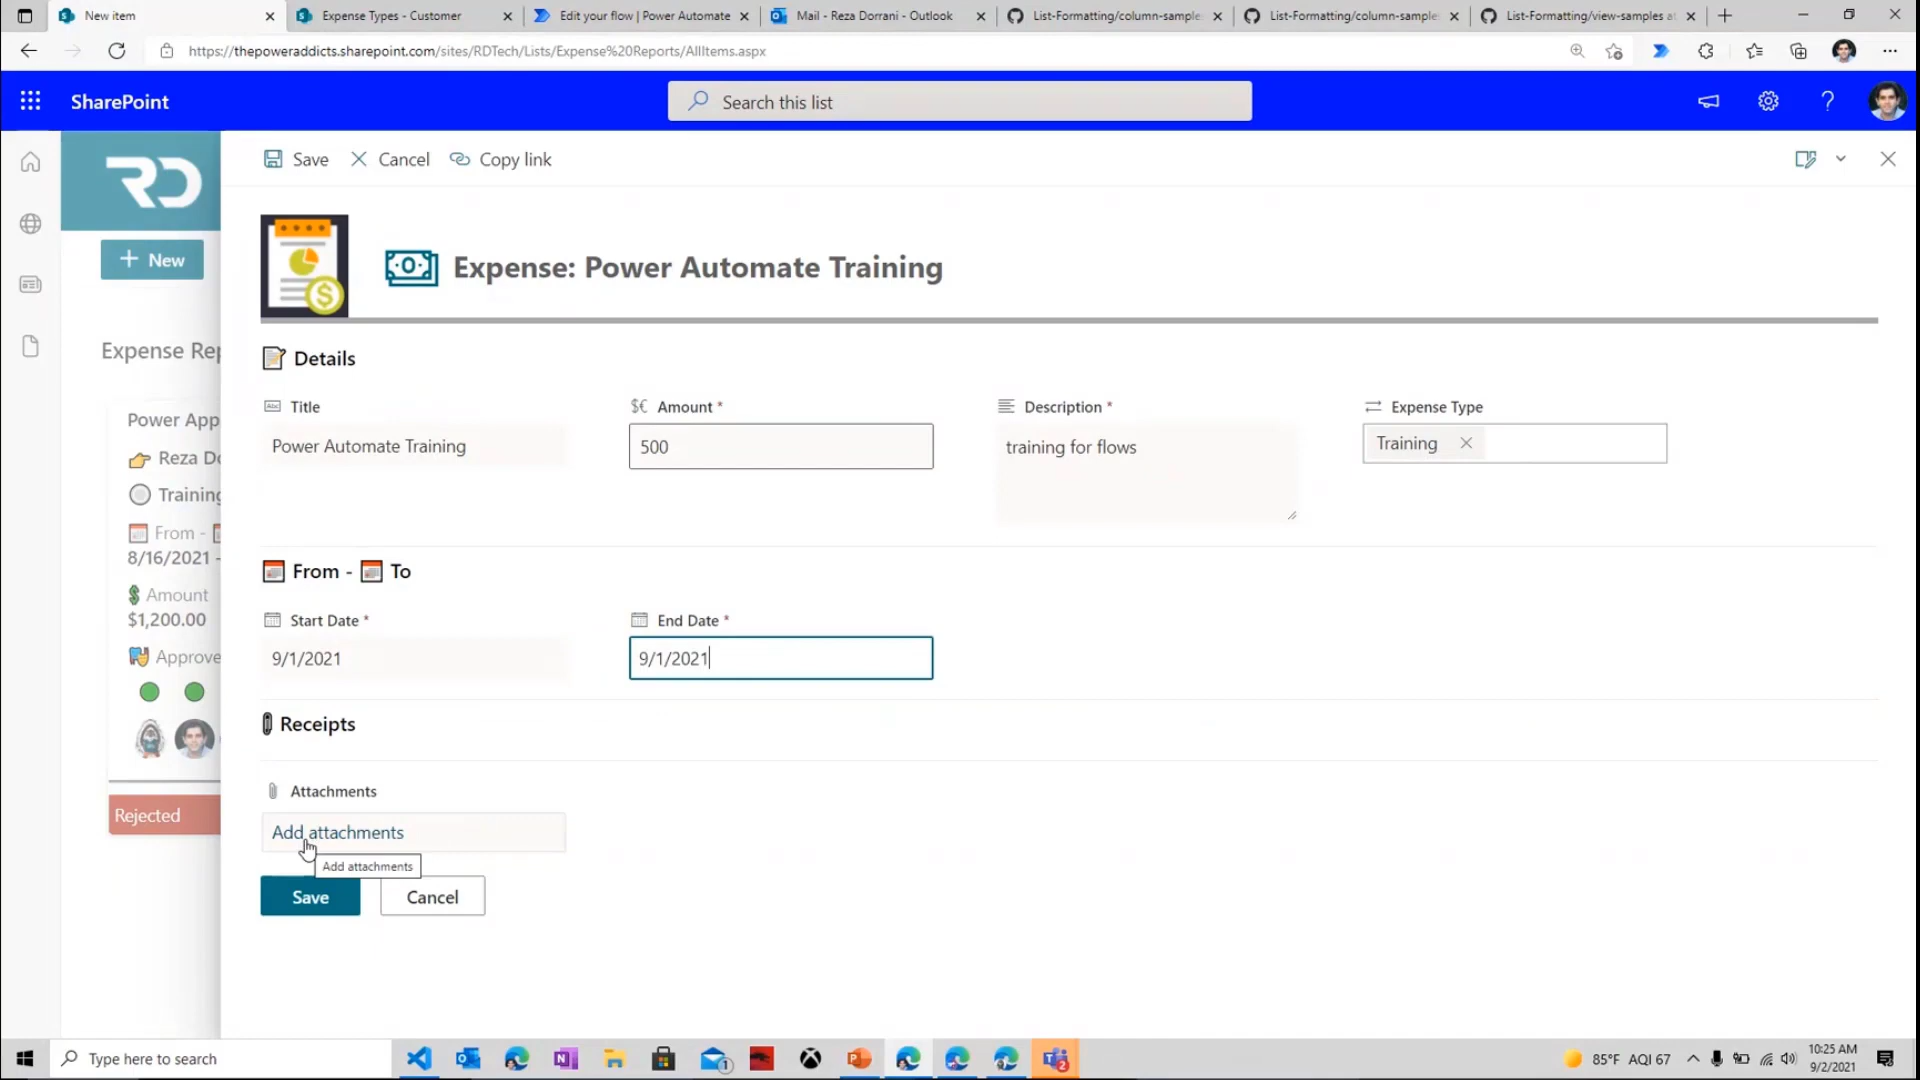 New item
Expense Types - Customer
Edit your flow | Power Automate
Mail - Reza Dorrani - Outlook
List-Formatting/column-sample
List-Formatting/column-sample
List-Formatting/view-samples at
https://thepoweraddicts.sharepoint.com/sites/RDTech/Lists/Expense%20Reports/AllItems.aspx
SharePoint
Search this list
RD
Save
Cancel
Copy link
New
Expense: Power Automate Training
Expense Rep
Details
Title
Amount *
Description *
Expense Type
Power Automate Training
500
training for flows
Training
Power App
Reza Do
Training
From -
8/16/2021 -
Amount
$1,200.00
Approve
Rejected
From - To
Start Date *
End Date *
9/1/2021
9/1/2021
Receipts
Attachments
Add attachments
Add attachments
Save
Cancel
Type here to search
85°F AQI 67
10:25 AM
9/2/2021